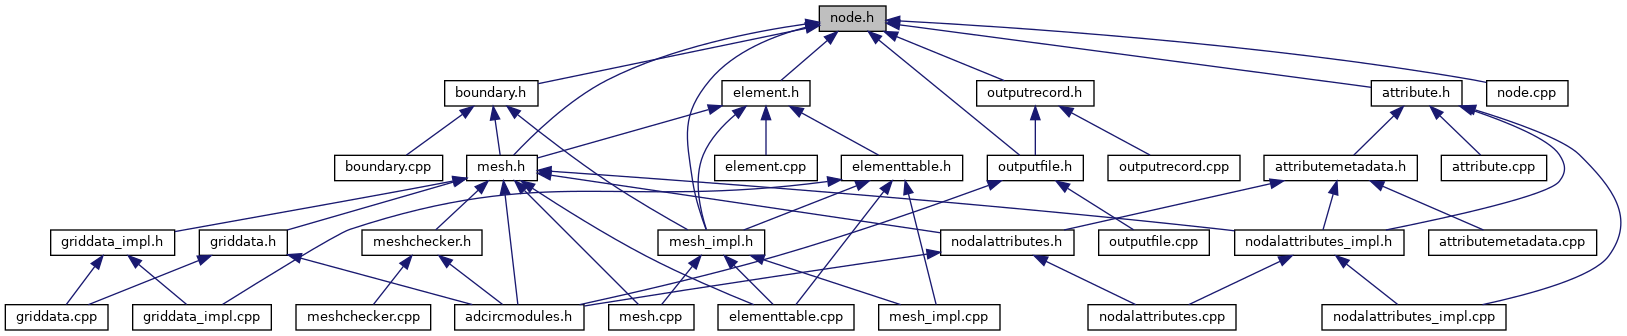 node.h
boundary.h
element.h
outputrecord.h
attribute.h
node.cpp
boundary.cpp
mesh.h
element.cpp
elementtable.h
outputfile.h
outputrecord.cpp
attributemetadata.h
attribute.cpp
griddata_impl.h
griddata.h
meshchecker.h
mesh_impl.h
nodalattributes.h
outputfile.cpp
nodalattributes_impl.h
attributemetadata.cpp
griddata.cpp
griddata_impl.cpp
meshchecker.cpp
adcircmodules.h
mesh.cpp
elementtable.cpp
mesh_impl.cpp
nodalattributes.cpp
nodalattributes_impl.cpp